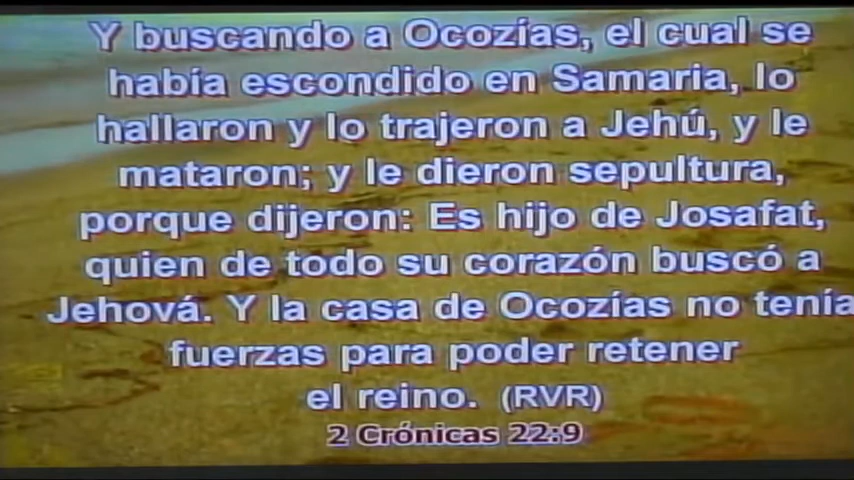 Y buscando a Ocozías, el cual se
había escondido en Samaria, lo
hallaron y lo trajeron a Jehú, y le
mataron; y le dieron sepultura,
porque dijeron: Es hijo de Josafat,
quien de todo su corazón buscó a
Jehová. Y la casa de Ocozías no tenía
fuerzas para poder retener
el reino. (RVR)
2 Crónicas 22:9